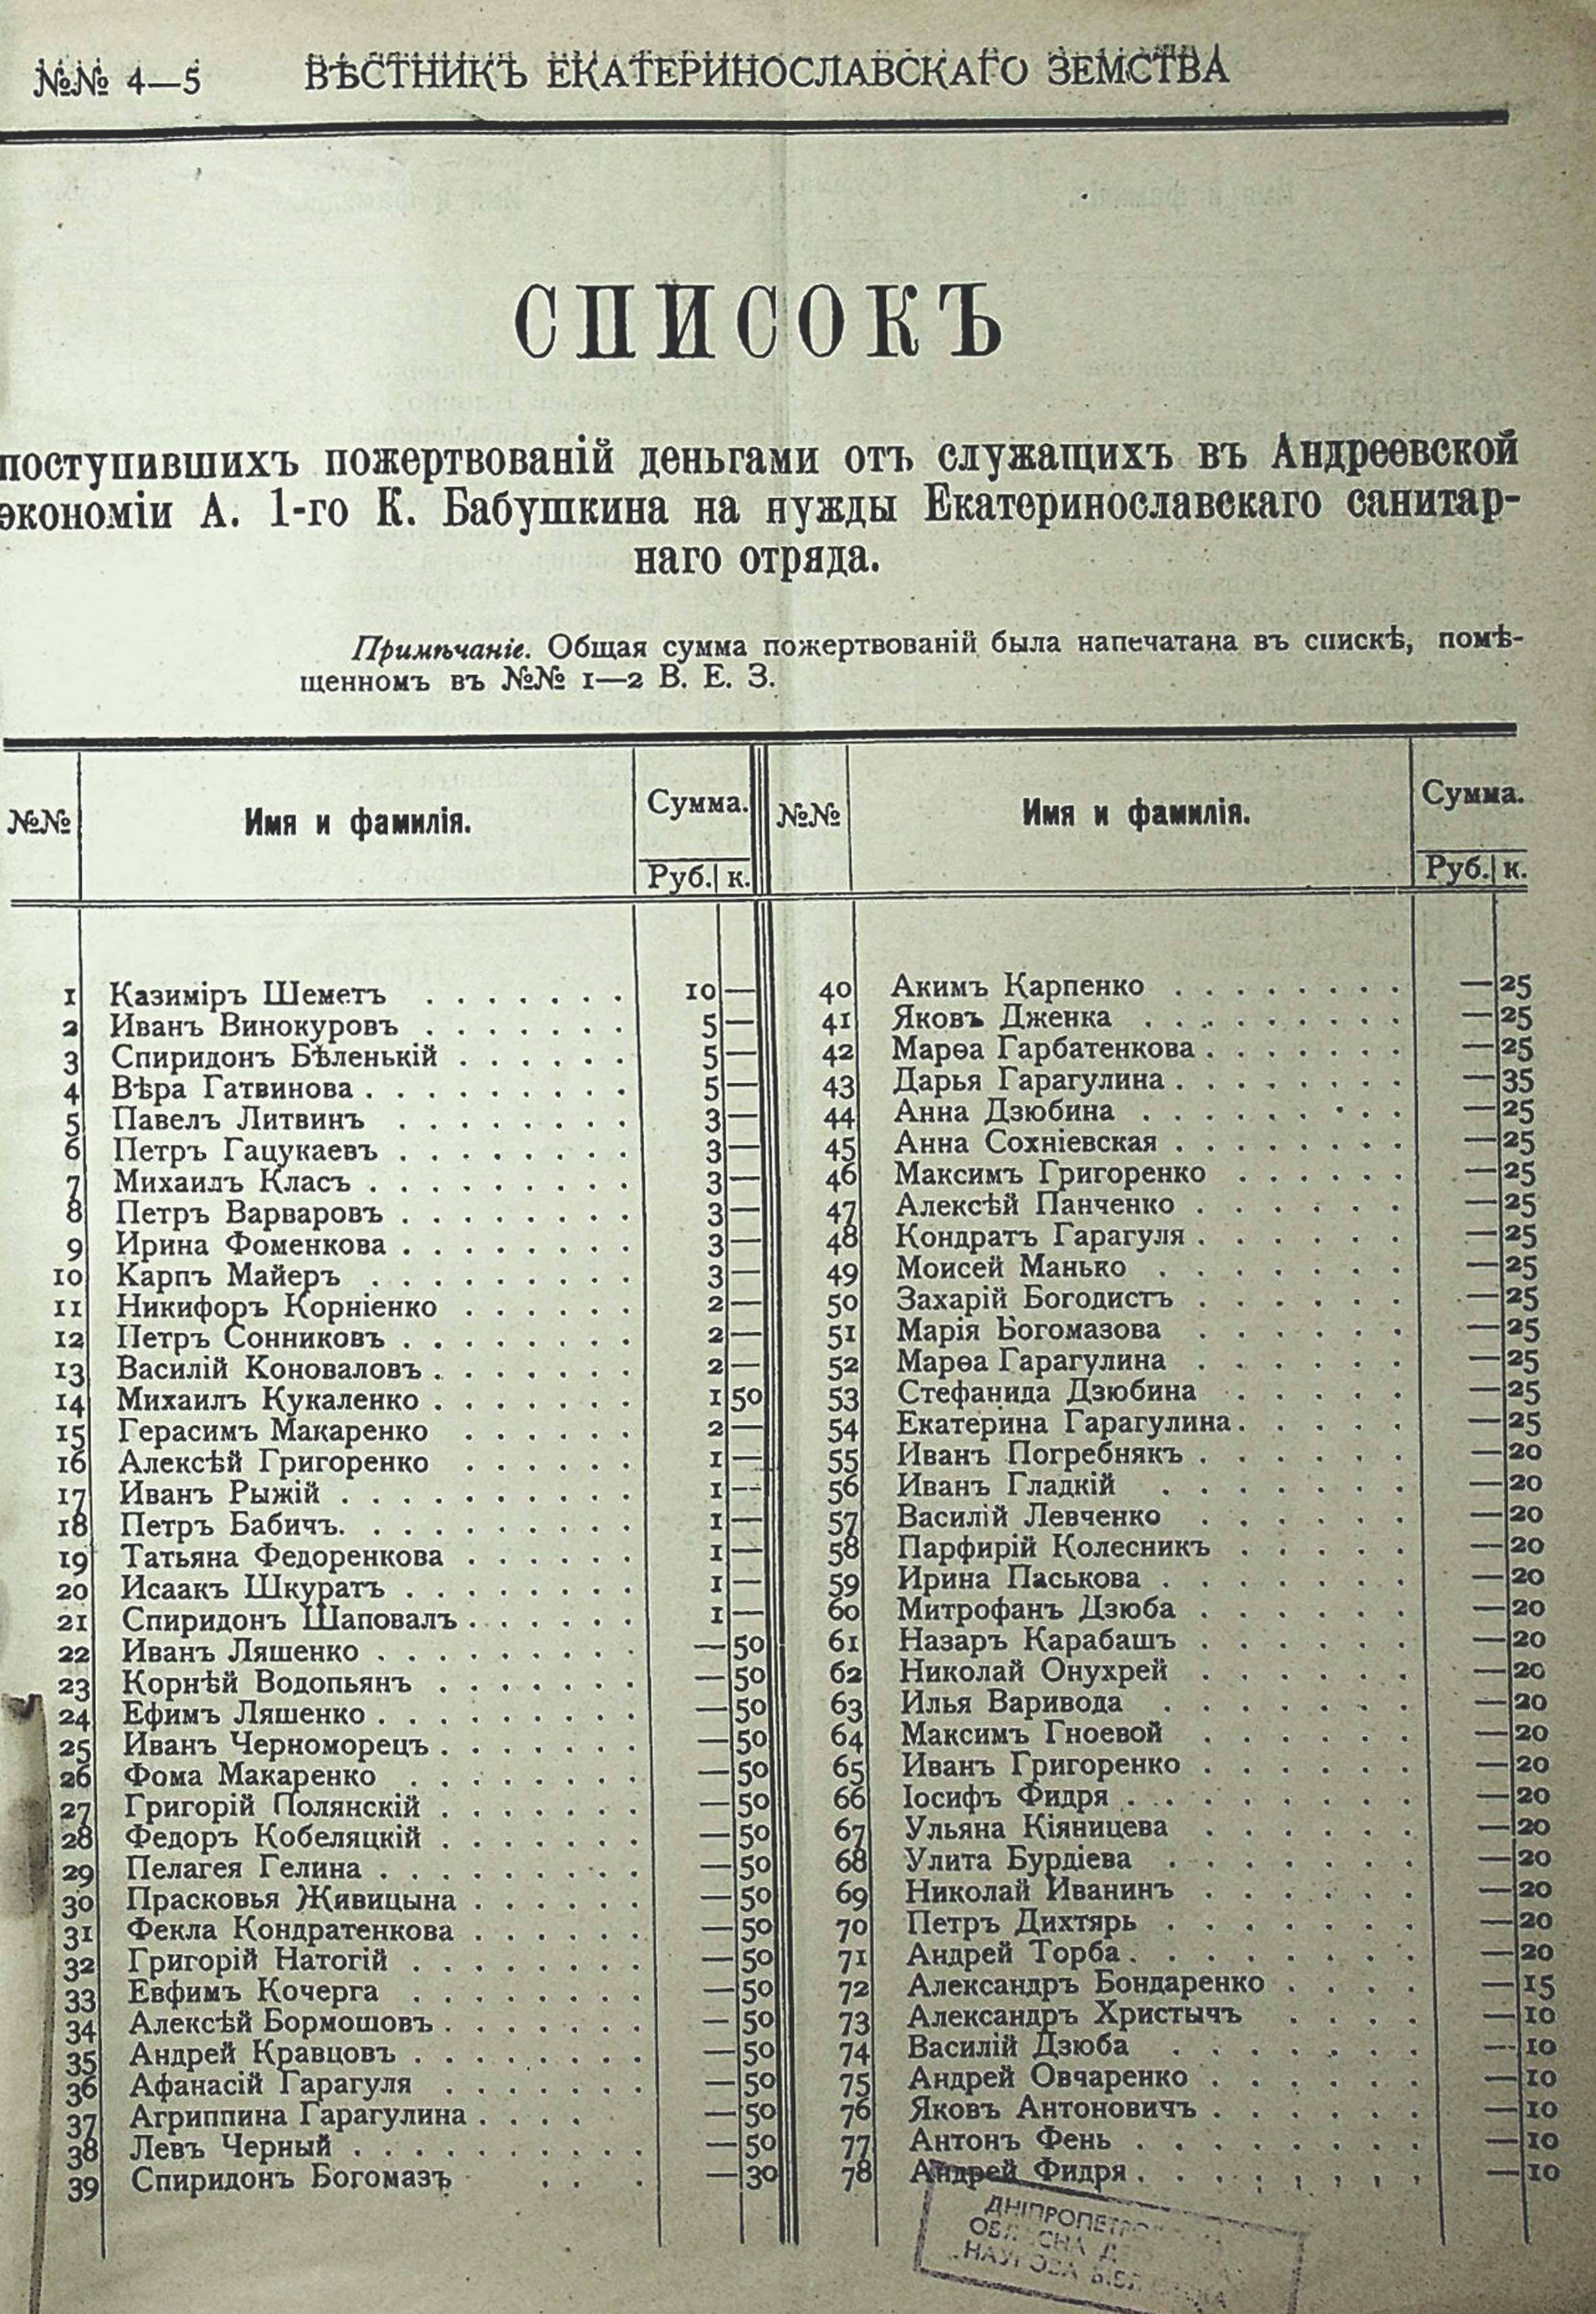 №№ 4—5 ВѢСТНИКЪ ЕКАТЕРИНОСЛАВСКАГО ЗЕМСТВА
СПИСОКЪ
поступившихъ пожертвованій деньгами отъ служащихъ въ Андреевской
экономіи А. 1-го К. Бабушкина на нужды Екатеринославскаго санитар-
наго отряда.
Примѣчаніе. Общая сумма пожертвованій была напечатана въ спискѣ, помѣ-
щенномъ въ №№ 1—2 В. Е. З.
№№ Имя и фамилія. Сумма. Руб. к.
1 Казиміръ Шеметъ . . . . . . . 10 —
2 Иванъ Винокуровъ . . . . . . . 5 —
3 Спиридонъ Бѣленькій . . . . . . 5 —
4 Вѣра Гатвинова . . . . . . . . . 5 —
5 Павелъ Литвинъ . . . . . . . . 3 —
6 Петръ Гацукаевъ . . . . . . . . 3 —
7 Михаилъ Класъ . . . . . . . . . 3 —
8 Петръ Варваровъ . . . . . . . . 3 —
9 Ирина Фоменкова . . . . . . . . 3 —
10 Карпъ Майеръ . . . . . . . . . 3 —
11 Никифоръ Корніенко . . . . . . 2 —
12 Петръ Сонниковъ . . . . . . . . 2 —
13 Василій Коноваловъ . . . . . . . 2 —
14 Михаилъ Кукаленко . . . . . . . 1 50
15 Герасимъ Макаренко . . . . . . 2 —
16 Алексѣй Григоренко . . . . . . 1 —
17 Иванъ Рыжій . . . . . . . . . . 1 —
18 Петръ Бабичъ. . . . . . . . . . 1 —
19 Татьяна Федоренкова . . . . . . 1 —
20 Исаакъ Шкуратъ . . . . . . . . 1 —
21 Спиридонъ Шаповалъ . . . . . . 1 —
22 Иванъ Ляшенко . . . . . . . . . — 50
23 Корнѣй Водопьянъ . . . . . . . — 50
24 Ефимъ Ляшенко . . . . . . . . . — 50
25 Иванъ Черноморецъ . . . . . . . — 50
26 Фома Макаренко . . . . . . . . — 50
27 Григорій Полянскій . . . . . . . — 50
28 Федоръ Кобеляцкій . . . . . . . — 50
29 Пелагея Гелина . . . . . . . . . — 50
30 Прасковья Живицына . . . . . . — 50
31 Фекла Кондратенкова . . . . . . — 50
32 Григорій Натогій . . . . . . . . — 50
33 Евфимъ Кочерга . . . . . . . . — 50
34 Алексѣй Бормошовъ . . . . . . . — 50
35 Андрей Кравцовъ . . . . . . . . — 50
36 Афанасій Гарагуля . . . . . . . — 50
37 Агриппина Гарагулина . . . . — 50
38 Левъ Черный . . . . . . . . . . — 50
39 Спиридонъ Богомазъ . . . — 30
№№ Имя и фамилія. Сумма. Руб. к.
40 Акимъ Карпенко . . . . . . . . — 25
41 Яковъ Дженка . . . . . . . . . — 25
42 Марѳа Гарбатенкова . . . . . . . — 25
43 Дарья Гарагулина . . . . . . . . — 35
44 Анна Дзюбина . . . . . . . . . — 25
45 Анна Сохніевская . . . . . . . . — 25
46 Максимъ Григоренко . . . . . . — 25
47 Алексѣй Панченко . . . . . . . — 25
48 Кондратъ Гарагуля . . . . . . . — 25
49 Моисей Манько . . . . . . . . — 25
50 Захарій Богодистъ . . . . . . . — 25
51 Марія Богомазова . . . . . . . — 25
52 Марѳа Гарагулина . . . . . . . — 25
53 Стефанида Дзюбина . . . . . . — 25
54 Екатерина Гарагулина. . . . . . — 25
55 Иванъ Погребнякъ . . . . . . . — 20
56 Иванъ Гладкій . . . . . . . — 20
57 Василій Левченко . . . . . . — 20
58 Парфирій Колесникъ . . . . . — 20
59 Ирина Паськова . . . . . . . . — 20
60 Митрофанъ Дзюба . . . . . . . — 20
61 Назаръ Карабашъ . . . . . . . — 20
62 Николай Онухрей . . . . . . . — 20
63 Илья Варивода . . . . . . . . — 20
64 Максимъ Гноевой . . . . . . . — 20
65 Иванъ Григоренко . . . . . . . — 20
66 Іосифъ Фидря . . . . . . . . . — 20
67 Ульяна Кіяницева . . . . . . . — 20
68 Улита Бурдіева . . . . . . . . — 20
69 Николай Иванинъ . . . . . . . — 20
70 Петръ Дихтярь . . . . . . . . — 20
71 Андрей Торба . . . . . . . . . — 20
72 Александръ Бондаренко . . . . — 15
73 Александръ Христычъ . . . . — 10
74 Василій Дзюба . . . . . . . — 10
75 Андрей Овчаренко . . . . . . . — 10
76 Яковъ Антоновичъ . . . . . . . — 10
77 Антонъ Фень . . . . . . . . . — 10
78 Андрей Фидря . . . . . . . . . — 10